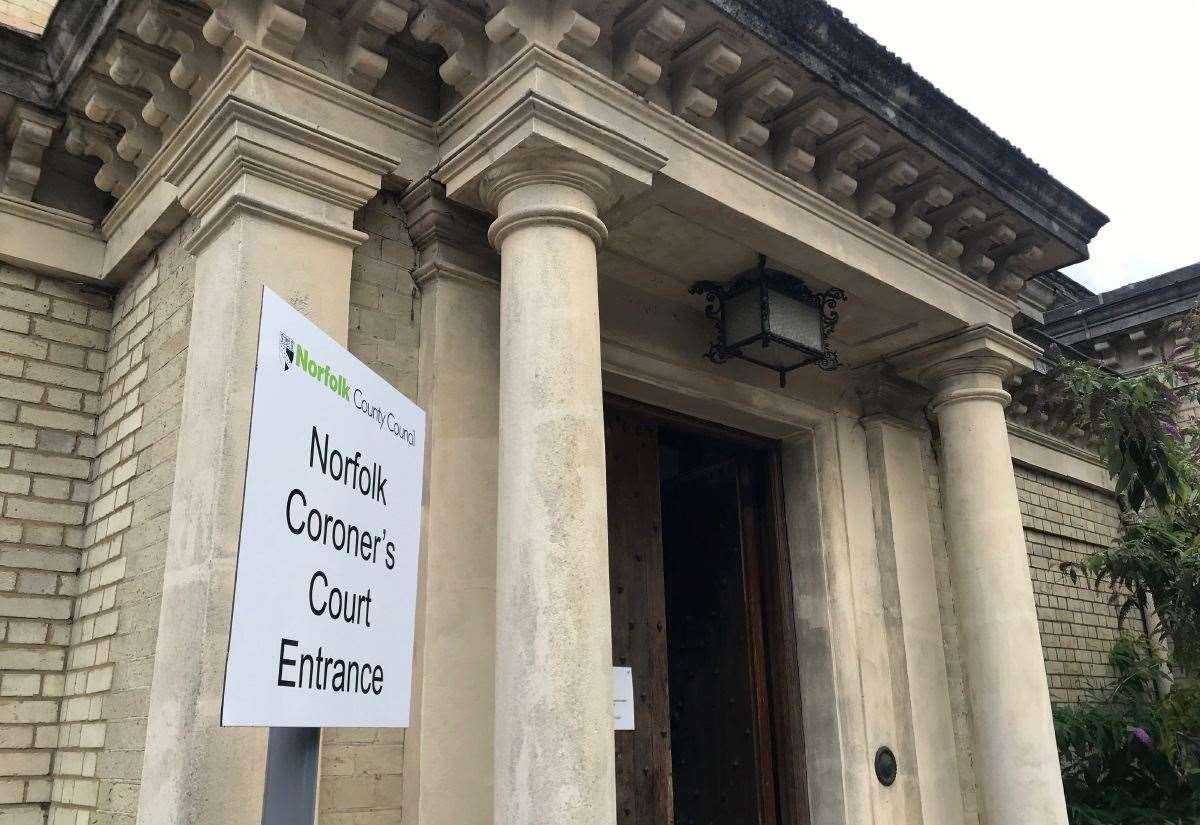 Norfolk County Council
Norfolk
Coroner's
Court
Entrance